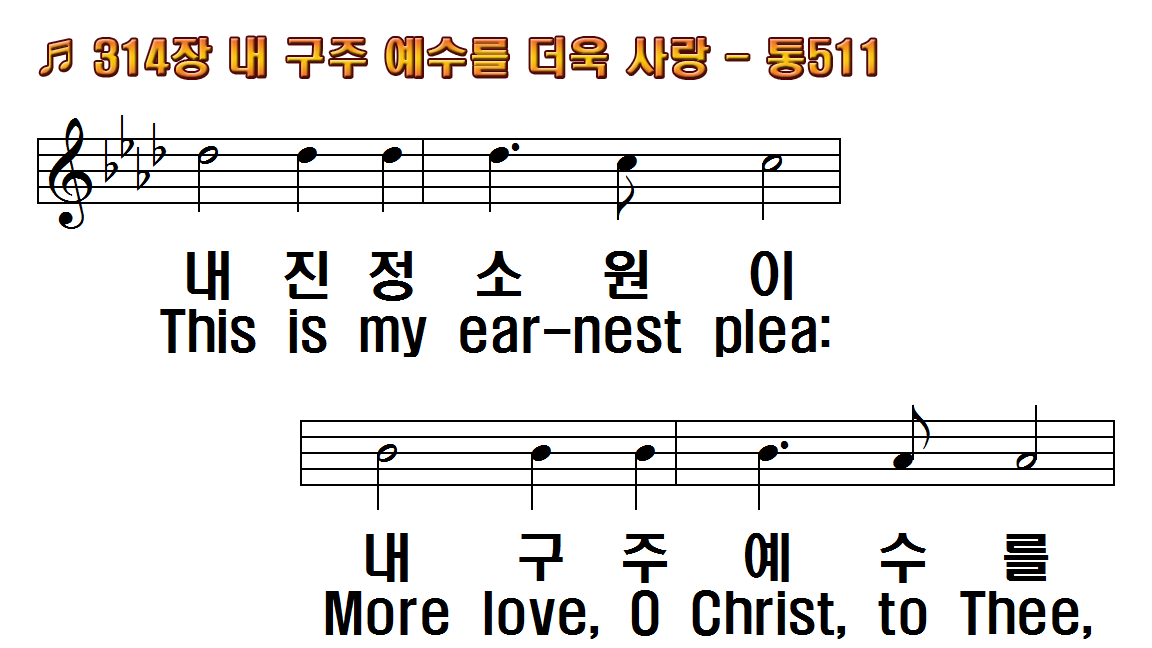 ♬ 314장 내 구주 예수를 더욱 사랑 - 통511
내 진 정 소 원 이
This is my ear-nest plea:
내 구 주 예 수 를
More love, O Christ, to Thee,